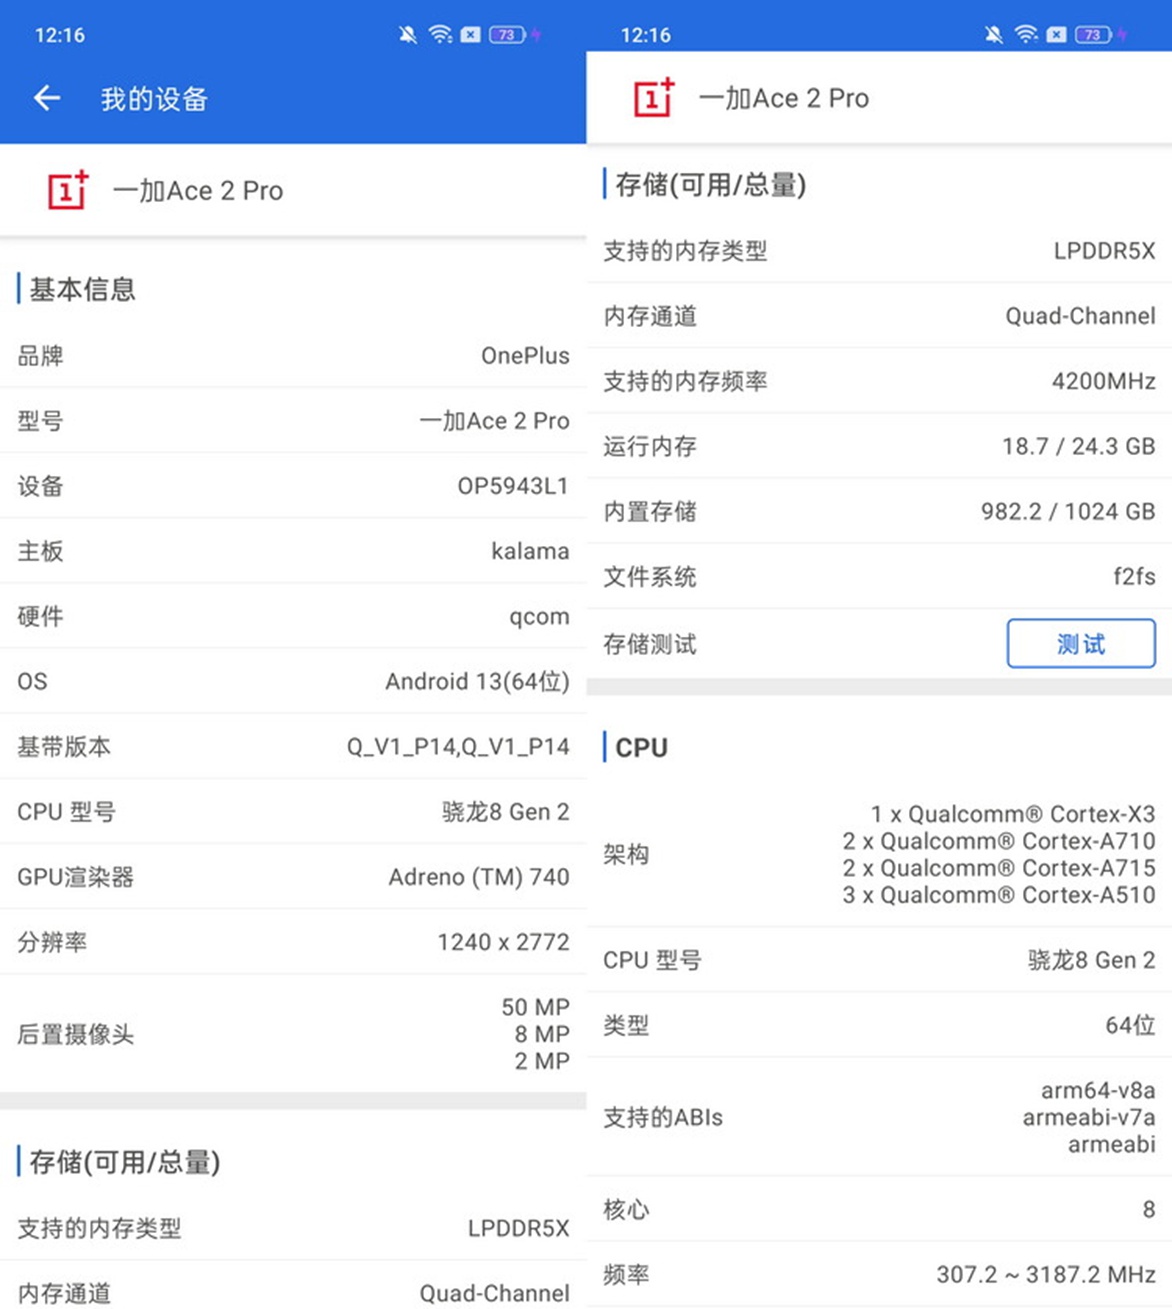 12:16
73
我的设备
一加Ace 2 Pro
基本信息
品牌 OnePlus
型号 一加Ace 2 Pro
设备 OP5943L1
主板 kalama
硬件 qcom
OS Android 13(64位)
基带版本 Q_V1_P14,Q_V1_P14
CPU 型号 骁龙8 Gen 2
GPU渲染器 Adreno (TM) 740
分辨率 1240 x 2772
后置摄像头
50 MP
8 MP
2 MP
存储(可用/总量)
支持的内存类型 LPDDR5X
内存通道 Quad-Channel
12:16
73
一加Ace 2 Pro
存储(可用/总量)
支持的内存类型 LPDDR5X
内存通道 Quad-Channel
支持的内存频率 4200MHz
运行内存 18.7 / 24.3 GB
内置存储 982.2 / 1024 GB
文件系统 f2fs
存储测试 测试
CPU
架构
1 x Qualcomm® Cortex-X3
2 x Qualcomm® Cortex-A710
2 x Qualcomm® Cortex-A715
3 x Qualcomm® Cortex-A510
CPU 型号 骁龙8 Gen 2
类型 64位
支持的ABIs
arm64-v8a
armeabi-v7a
armeabi
核心 8
频率 307.2 ~ 3187.2 MHz